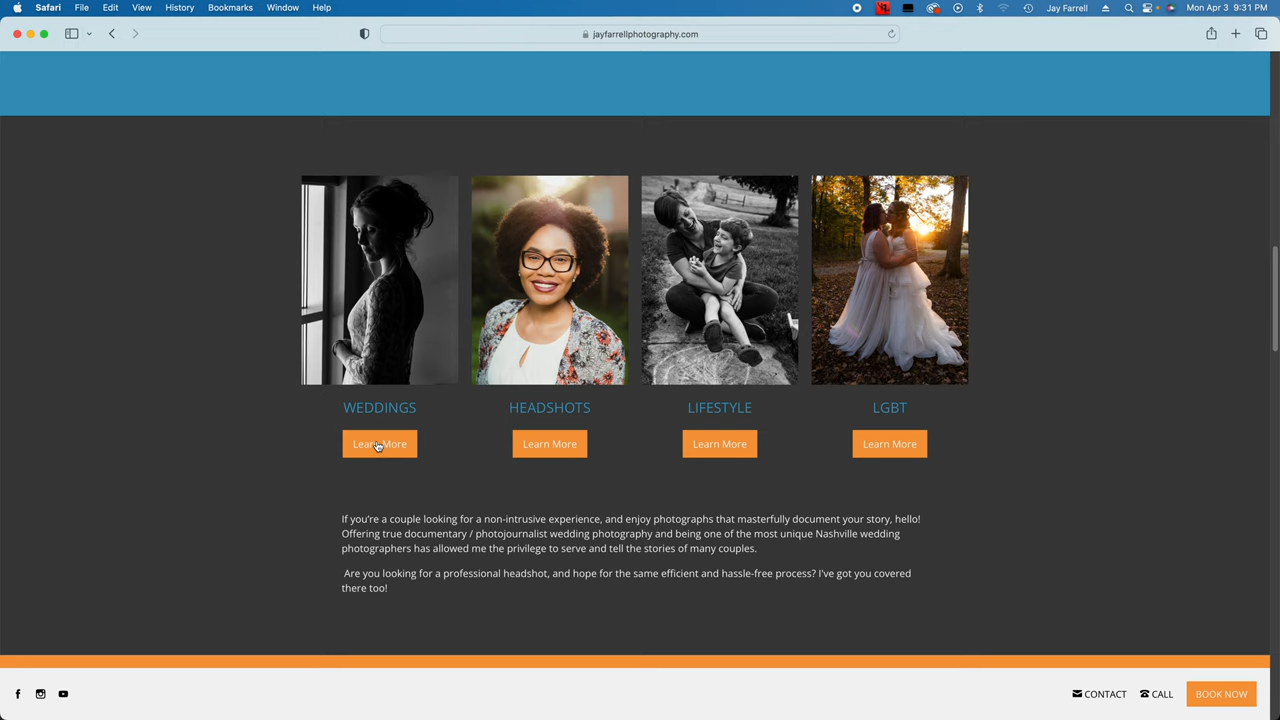 Safari File Edit View History Bookmarks Window Help Jay Farrell Mon Apr 3 9:31 PM
jayfarrellphotography.com
WEDDINGS HEADSHOTS LIFESTYLE LGBT
Learn More Learn More Learn More Learn More
If you're a couple looking for a non-intrusive experience, and enjoy photographs that masterfully document your story, hello!
Offering true documentary / photojournalist wedding photography and being one of the most unique Nashville wedding
photographers has allowed me the privilege to serve and tell the stories of many couples.
Are you looking for a professional headshot, and hope for the same efficient and hassle-free process? I've got you covered
there too!
CONTACT CALL BOOK NOW